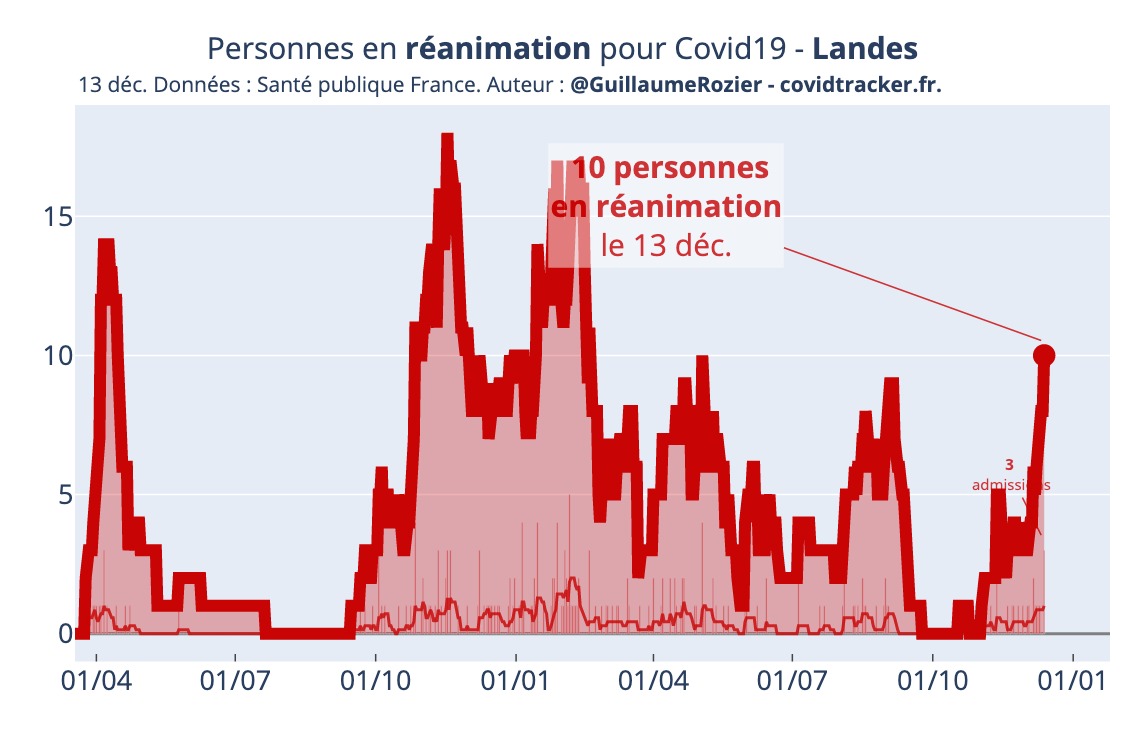 Personnes en réanimation pour Covid19 - Landes
13 déc. Données : Santé publique France. Auteur : @GuillaumeRozier - covidtracker.fr.
10 personnes
en réanimation
le 13 déc.
15
10
5
0
3
admissions
01/04
01/07
01/10
01/01
01/04
01/07
01/10
01/01